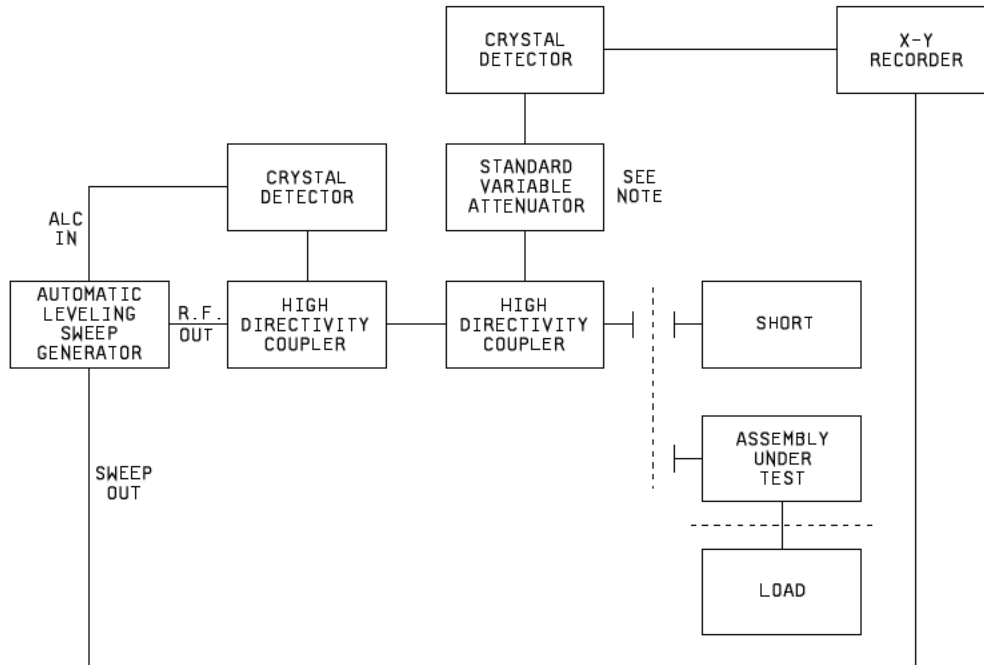 CRYSTAL
DETECTOR
X-Y
RECORDER
CRYSTAL
DETECTOR
STANDARD
VARIABLE
ATTENUATOR
SEE
NOTE
ALC
IN
AUTOMATIC
LEVELING
SWEEP
GENERATOR
R.F.
OUT
HIGH
DIRECTIVITY
COUPLER
HIGH
DIRECTIVITY
COUPLER
SHORT
ASSEMBLY
UNDER
TEST
SWEEP
OUT
LOAD